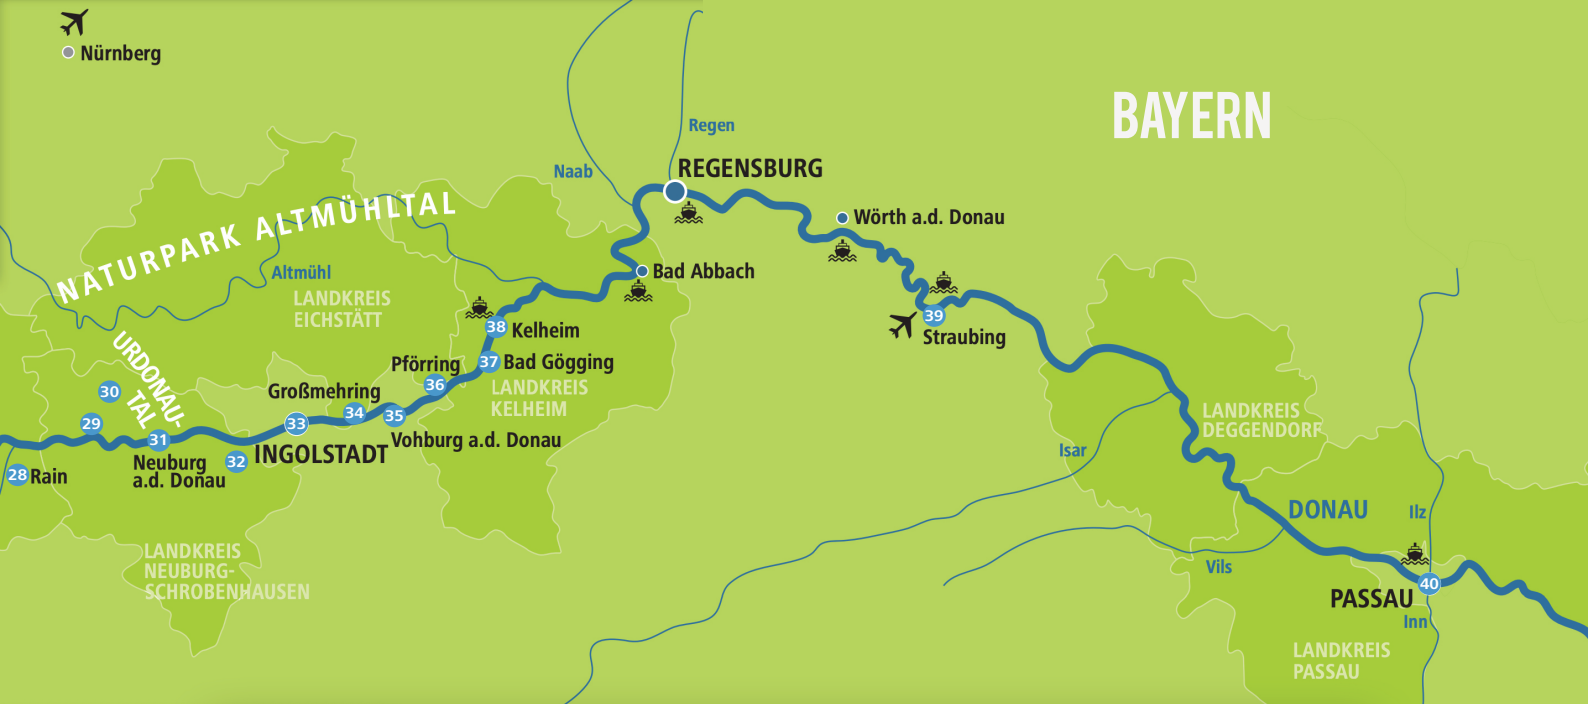 Nürnberg
BAYERN
Regen
Naab
REGENSBURG
NATURPARK ALTMÜHLTAL
Wörth a.d. Donau
Altmühl
Bad Abbach
LANDKREIS
EICHSTÄTT
38
Kelheim
39
Straubing
URDONAU-
TAL
Pförring
37
Bad Gögging
36
LANDKREIS
KELHEIM
30
Großmehring
29
33
34
35
LANDKREIS
DEGGENDORF
31
Vohburg a.d. Donau
INGOLSTADT
Isar
28
Rain
Neuburg
a.d. Donau
32
DONAU
Ilz
LANDKREIS
NEUBURG-
SCHROBENHAUSEN
Vils
40
PASSAU
Inn
LANDKREIS
PASSAU